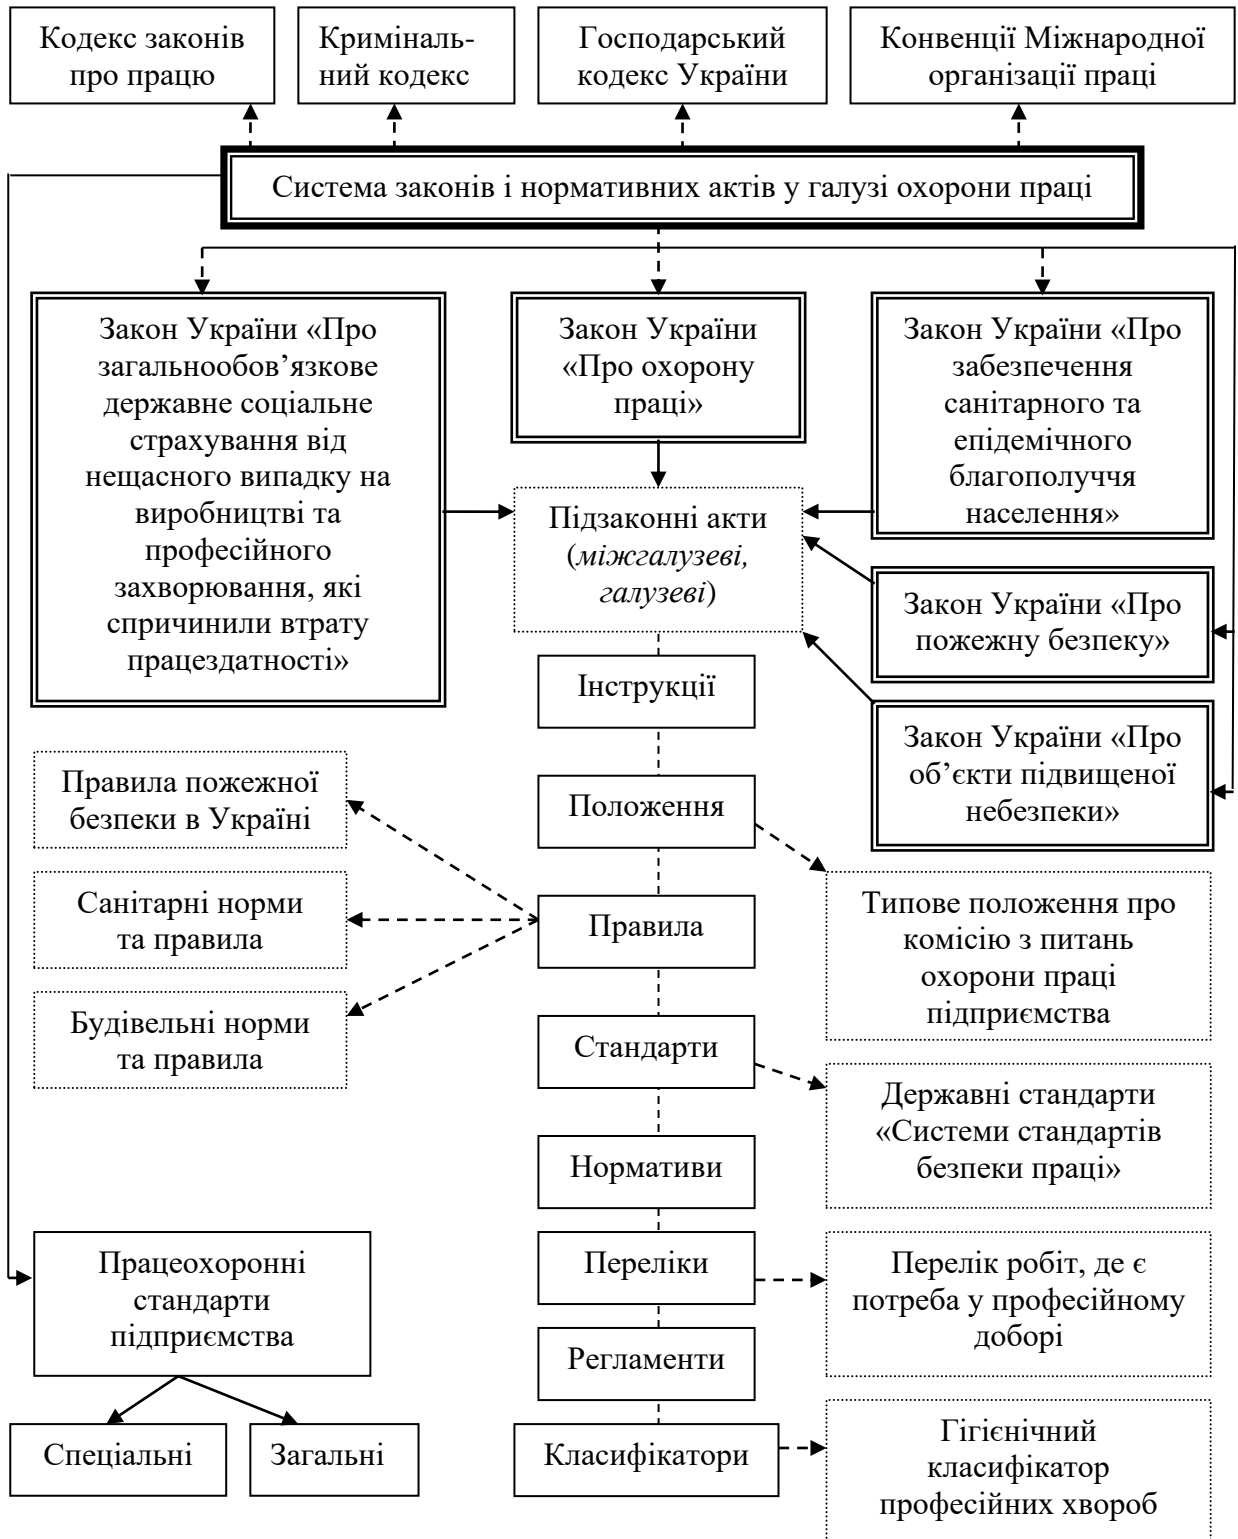 Кодекс законів
про працю
Криміналь-
ний кодекс
Господарський
кодекс України
Конвенції Міжнародної
організації праці
Система законів і нормативних актів у галузі охорони праці
Закон України «Про
загальнообов’язкове
державне соціальне
страхування від
нещасного випадку на
виробництві та
професійного
захворювання, які
спричинили втрату
працездатності»
Закон України
«Про охорону
праці»
Закон України «Про
забезпечення
санітарного та
епідемічного
благополуччя
населення»
Підзаконні акти
(міжгалузеві,
галузеві)
Закон України «Про
пожежну безпеку»
Закон України «Про
об’єкти підвищеної
небезпеки»
Інструкції
Положення
Правила
Стандарти
Нормативи
Переліки
Регламенти
Класифікатори
Правила пожежної
безпеки в Україні
Санітарні норми
та правила
Будівельні норми
та правила
Типове положення про
комісію з питань
охорони праці
підприємства
Державні стандарти
«Системи стандартів
безпеки праці»
Перелік робіт, де є
потреба у професійному
доборі
Гігієнічний
класифікатор
професійних хвороб
Працеохоронні
стандарти
підприємства
Спеціальні
Загальні